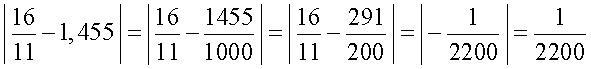 |16/11 − 1,455| = |16/11 − 1455/1000| = |16/11 − 291/200| = |− 1/2200| = 1/2200